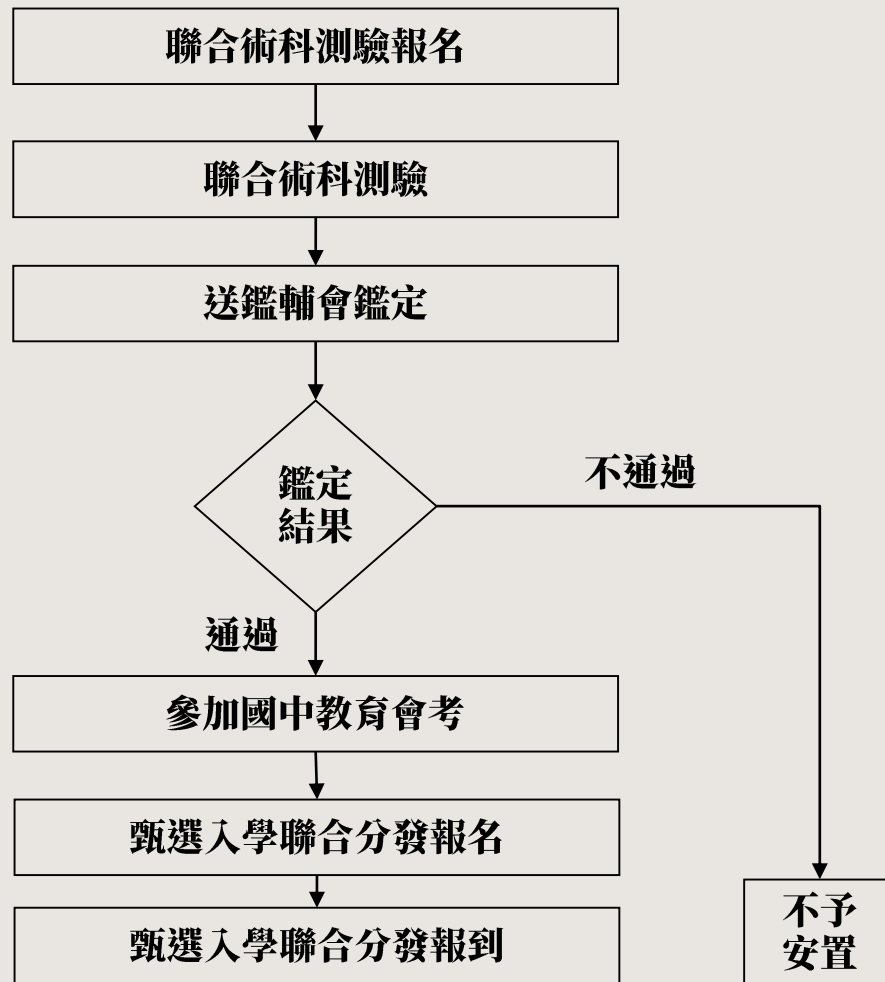 聯合術科測驗報名
聯合術科測驗
送鑑輔會鑑定
鑑定
結果
不通過
通過
參加國中教育會考
甄選入學聯合分發報名
甄選入學聯合分發報到
不予
安置